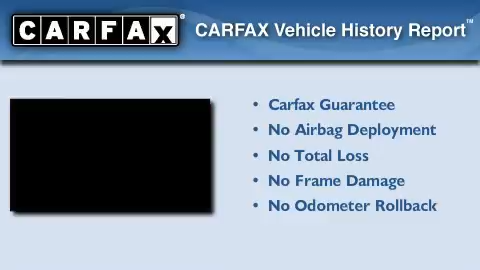 CARFAX® CARFAX Vehicle History Report™
• Carfax Guarantee
• No Airbag Deployment
• No Total Loss
• No Frame Damage
• No Odometer Rollback